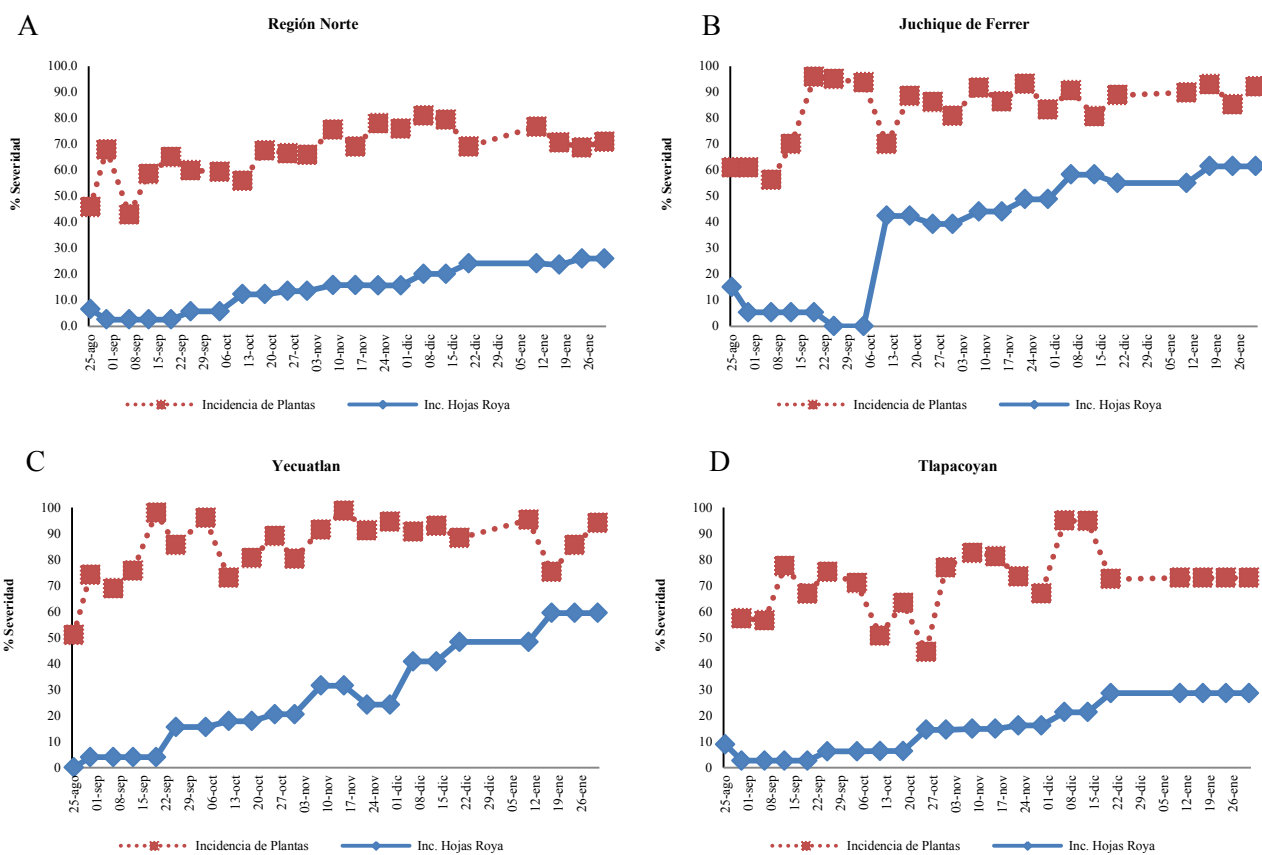 A
Región Norte
% Severidad
100.0
90.0
80.0
70.0
60.0
50.0
40.0
30.0
20.0
10.0
0.0
25-ago
01-sep
08-sep
15-sep
22-sep
29-sep
06-oct
13-oct
20-oct
27-oct
03-nov
10-nov
17-nov
24-nov
01-dic
08-dic
15-dic
22-dic
29-dic
05-ene
12-ene
19-ene
26-ene
Incidencia de Plantas Inc. Hojas Roya
B
Juchique de Ferrer
% Severidad
100
90
80
70
60
50
40
30
20
10
0
25-ago
01-sep
08-sep
15-sep
22-sep
29-sep
06-oct
13-oct
20-oct
27-oct
03-nov
10-nov
17-nov
24-nov
01-dic
08-dic
15-dic
22-dic
29-dic
05-ene
12-ene
19-ene
26-ene
Incidencia de Plantas Inc. Hojas Roya
C
Yecuatlan
% Severidad
100
90
80
70
60
50
40
30
20
10
0
25-ago
01-sep
08-sep
15-sep
22-sep
29-sep
06-oct
13-oct
20-oct
27-oct
03-nov
10-nov
17-nov
24-nov
01-dic
08-dic
15-dic
22-dic
29-dic
05-ene
12-ene
19-ene
26-ene
Incidencia de Plantas Inc. Hojas Roya
D
Tlapacoyan
% Severidad
100
90
80
70
60
50
40
30
20
10
0
25-ago
01-sep
08-sep
15-sep
22-sep
29-sep
06-oct
13-oct
20-oct
27-oct
03-nov
10-nov
17-nov
24-nov
01-dic
08-dic
15-dic
22-dic
29-dic
05-ene
12-ene
19-ene
26-ene
Incidencia de Plantas Inc. Hojas Roya